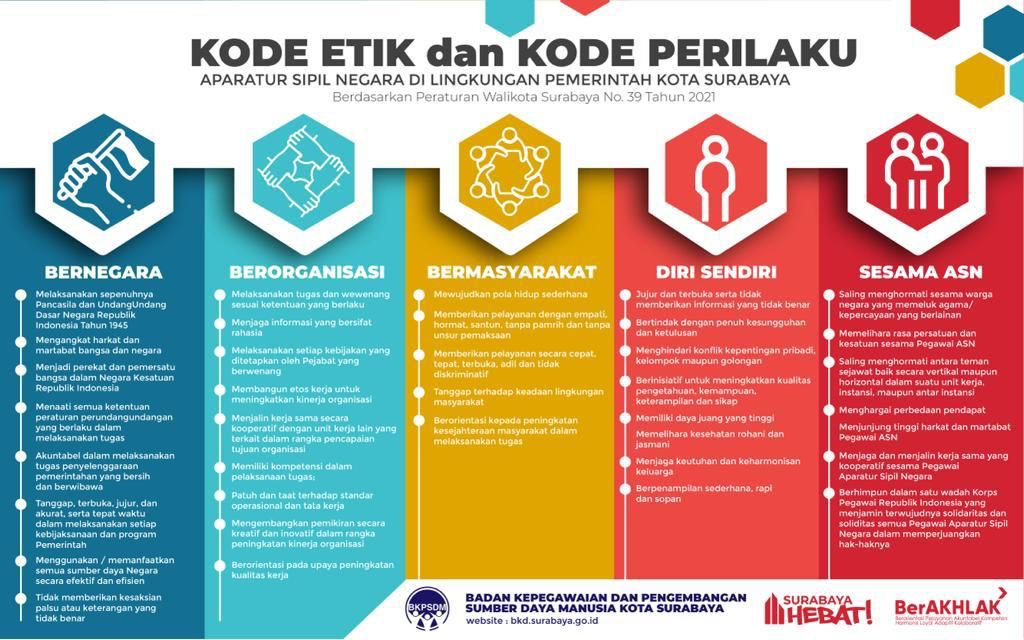 KODE ETIK dan KODE PERILAKU
APARATUR SIPIL NEGARA DI LINGKUNGAN PEMERINTAH KOTA SURABAYA
Berdasarkan Peraturan Walikota Surabaya No. 39 Tahun 2021
BERNEGARA
Melaksanakan sepenuhnya
Pancasila dan UndangUndang
Dasar Negara Republik
Indonesia Tahun 1945
Mengangkat harkat dan
martabat bangsa dan negara
Menjadi perekat dan pemersatu
bangsa dalam Negara Kesatuan
Republik Indonesia
Menaati semua ketentuan
peraturan perundangundangan
yang berlaku dalam
melaksanakan tugas
Akuntabel dalam melaksanakan
tugas penyelenggaraan
pemerintahan yang bersih
dan berwibawa
Tanggap, terbuka, jujur, dan
akurat, serta tepat waktu
dalam melaksanakan setiap
kebijaksanaan dan program
Pemerintah
Menggunakan / memanfaatkan
semua sumber daya Negara
secara efektif dan efisien
Tidak memberikan kesaksian
palsu atau keterangan yang
tidak benar
BERORGANISASI
Melaksanakan tugas dan wewenang
sesuai ketentuan yang berlaku
Menjaga informasi yang bersifat
rahasia
Melaksanakan setiap kebijakan yang
ditetapkan oleh Pejabat yang
berwenang
Membangun etos kerja untuk
meningkatkan kinerja organisasi
Menjalin kerja sama secara
kooperatif dengan unit kerja lain yang
terkait dalam rangka pencapaian
tujuan organisasi
Memiliki kompetensi dalam
pelaksanaan tugas;
Patuh dan taat terhadap standar
operasional dan tata kerja
Mengembangkan pemikiran secara
kreatif dan inovatif dalam rangka
peningkatan kinerja organisasi
Berorientasi pada upaya peningkatan
kualitas kerja
BERMASYARAKAT
Mewujudkan pola hidup sederhana
Memberikan pelayanan dengan empati,
hormat, santun, tanpa pamrih dan tanpa
unsur pemaksaan
Memberikan pelayanan secara cepat,
tepat, terbuka, adil dan tidak
diskriminatif
Tanggap terhadap keadaan lingkungan
masyarakat
Berorientasi kepada peningkatan
kesejahteraan masyarakat dalam
melaksanakan tugas
DIRI SENDIRI
Jujur dan terbuka serta tidak
memberikan informasi yang tidak benar
Bertindak dengan penuh kesungguhan
dan ketulusan
Menghindari konflik kepentingan pribadi,
kelompok maupun golongan
Berinisiatif untuk meningkatkan kualitas
pengetahuan, kemampuan,
keterampilan dan sikap
Memiliki daya juang yang tinggi
Memelihara kesehatan rohani dan
jasmani
Menjaga keutuhan dan keharmonisan
keluarga
Berpenampilan sederhana, rapi
dan sopan
SESAMA ASN
Saling menghormati sesama warga
negara yang memeluk agama/
kepercayaan yang berlainan
Memelihara rasa persatuan dan
kesatuan sesama Pegawai ASN
Saling menghormati antara teman
sejawat baik secara vertikal maupun
horizontal dalam suatu unit kerja,
instansi, maupun antar instansi
Menghargai perbedaan pendapat
Menjunjung tinggi harkat dan martabat
Pegawai ASN
Menjaga dan menjalin kerja sama yang
kooperatif sesama Pegawai
Aparatur Sipil Negara
Berhimpun dalam satu wadah Korps
Pegawai Republik Indonesia yang
menjamin terwujudnya solidaritas dan
soliditas semua Pegawai Aparatur Sipil
Negara dalam memperjuangkan
hak-haknya
BKPSDM
BADAN KEPEGAWAIAN DAN PENGEMBANGAN
SUMBER DAYA MANUSIA KOTA SURABAYA
website : bkd.surabaya.go.id
SURABAYA
HEBAT!
BerAKHLAK
Berorientasi Pelayanan Akuntabel Kompeten
Harmonis Loyal Adaptif Kolaboratif